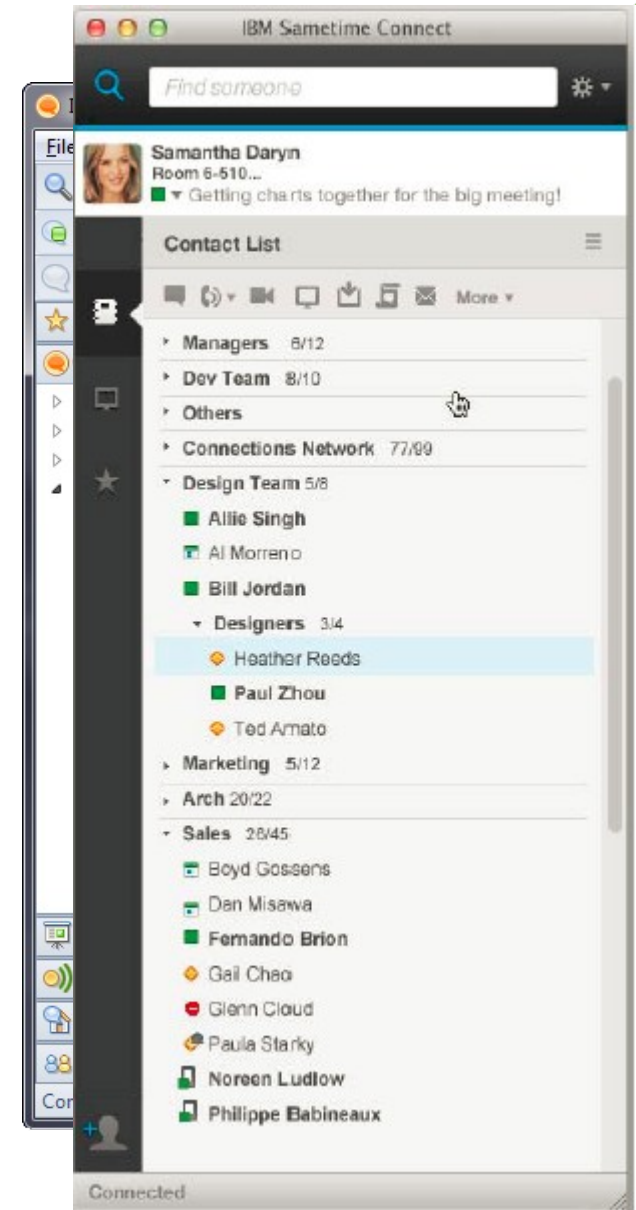 IBM Sametime Connect
Find someone
File
Samantha Daryn
Room 6-510...
Getting charts together for the big meeting!
Contact List
More
Managers 6/12
Dev Team 8/10
Others
Connections Network 77/99
Design Team 5/8
Allie Singh
Al Morreno
Bill Jordan
Designers 3/4
Heather Reeds
Paul Zhou
Ted Amato
Marketing 5/12
Arch 20/22
Sales 26/45
Boyd Gossens
Dan Misawa
Fernando Brion
Gail Chao
Glenn Cloud
Paula Starky
Noreen Ludlow
Philippe Babineaux
Con
Connected